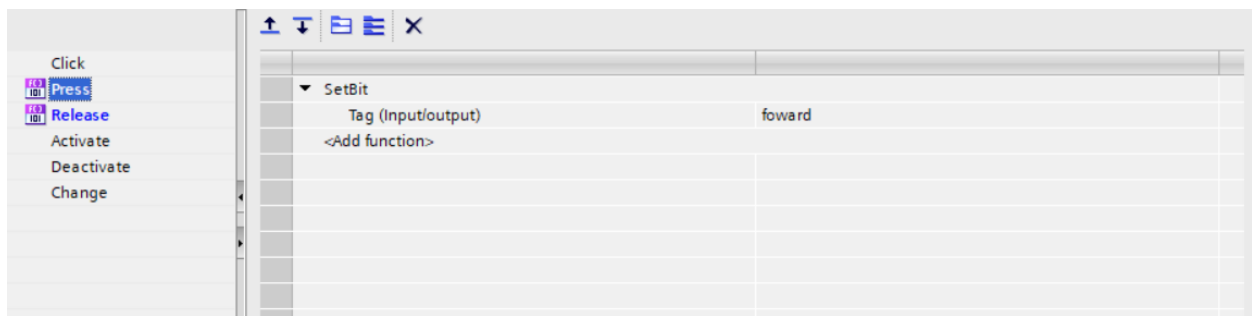 Click
Press
Release
Activate
Deactivate
Change
SetBit
Tag (Input/output) foward
<Add function>